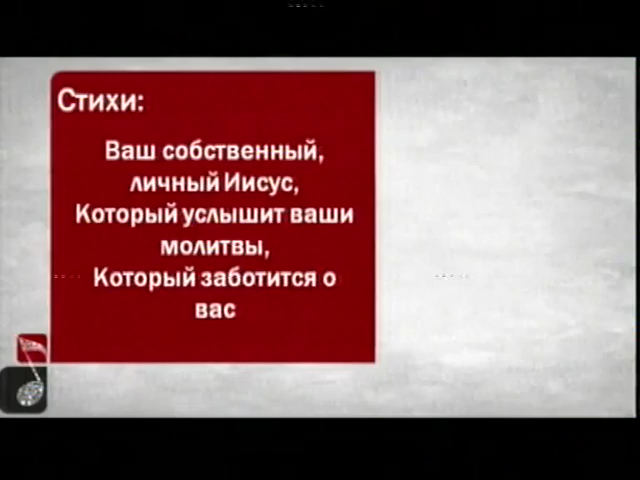 Стихи:
Ваш собственный,
личный Иисус,
Который услышит ваши
молитвы,
Который заботится о
вас